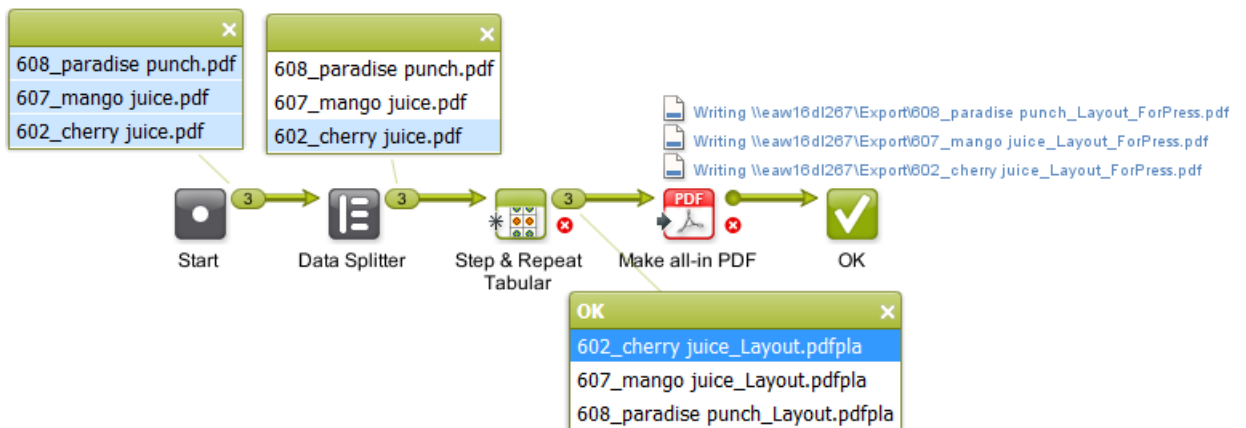 608_paradise punch.pdf
607_mango juice.pdf
602_cherry juice.pdf
608_paradise punch.pdf
607_mango juice.pdf
602_cherry juice.pdf
Writing \\eaw16dl267\Export\608_paradise punch_Layout_ForPress.pdf
Writing \\eaw16dl267\Export\607_mango juice_Layout_ForPress.pdf
Writing \\eaw16dl267\Export\602_cherry juice_Layout_ForPress.pdf
3
3
3
PDF
Start
Data Splitter
Step & Repeat
Tabular
Make all-in PDF
OK
OK
602_cherry juice_Layout.pdfpla
607_mango juice_Layout.pdfpla
608_paradise punch_Layout.pdfpla